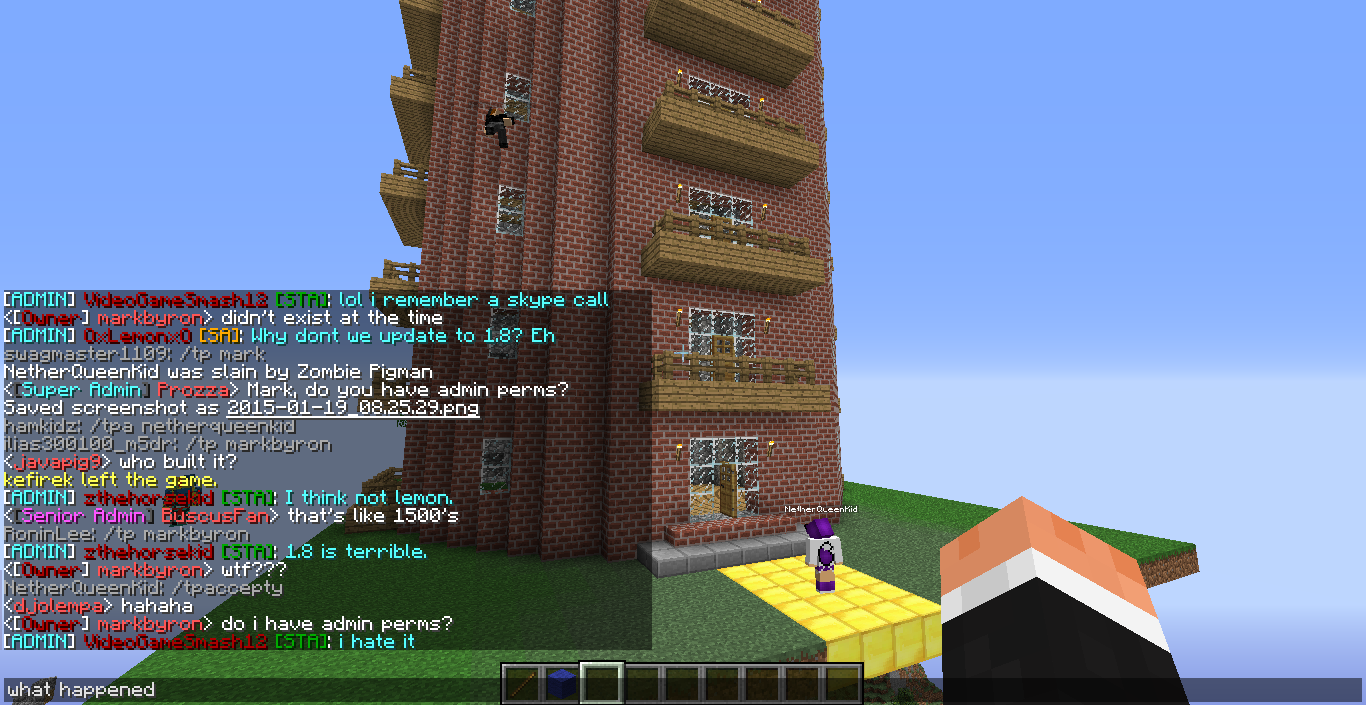 [ADMIN] VideoGameSmash12 [STA]: lol i remember a skype call
<[Owner] markbyron> didn't exist at the time
[ADMIN] OxLemonxO [SA]: Why dont we update to 1.8? Eh
swagmaster1109: /tp mark
NetherQueenKid was slain by Zombie Pigman
<[Super Admin] Prozza> Mark, do you have admin perms?
Saved screenshot as 2015-01-19_08.25.29.png
hamkidz: /tpa netherqueenkid
ilias300100_m5dr: /tp markbyron
<javapig9> who built it?
kefirek left the game.
[ADMIN] zthehorsekid [STA]: I think not lemon.
<[Senior Admin] BuscusFan> that's like 1500's
NetherQueenKid
RoninLee: /tp markbyron
[ADMIN] zthehorsekid [STA]: 1.8 is terrible.
<[Owner] markbyron> wtf???
NetherQueenKid: /tpaccepty
<djolempa> hahaha
<[Owner] markbyron> do i have admin perms?
[ADMIN] VideoGameSmash12 [STA]: i hate it
what happened